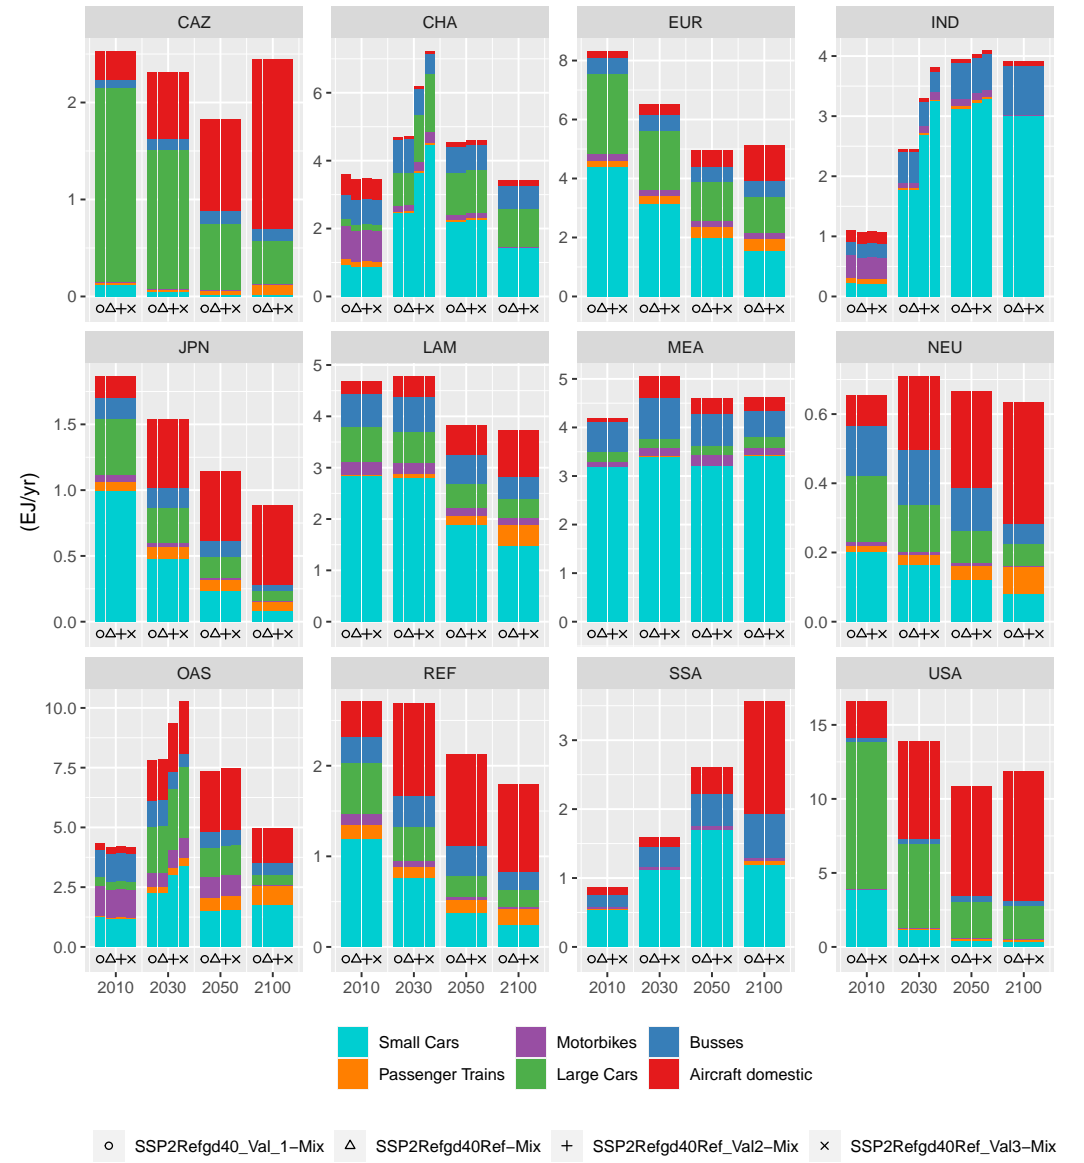 CAZ CHA EUR IND
0 1 2
0 2 4 6
0 2 4 6 8
0 1 2 3 4
JPN LAM MEA NEU
0.0 0.5 1.0 1.5
0 1 2 3 4 5
0 1 2 3 4 5
0.0 0.2 0.4 0.6
(EJ/yr)
OAS REF SSA USA
0.0 2.5 5.0 7.5 10.0
0 1 2
0 1 2 3
0 5 10 15
2010 2030 2050 2100 2010 2030 2050 2100 2010 2030 2050 2100 2010 2030 2050 2100
Small Cars Motorbikes Busses
Passenger Trains Large Cars Aircraft domestic
SSP2Refgd40_Val_1−Mix SSP2Refgd40Ref−Mix SSP2Refgd40Ref_Val2−Mix SSP2Refgd40Ref_Val3−Mix